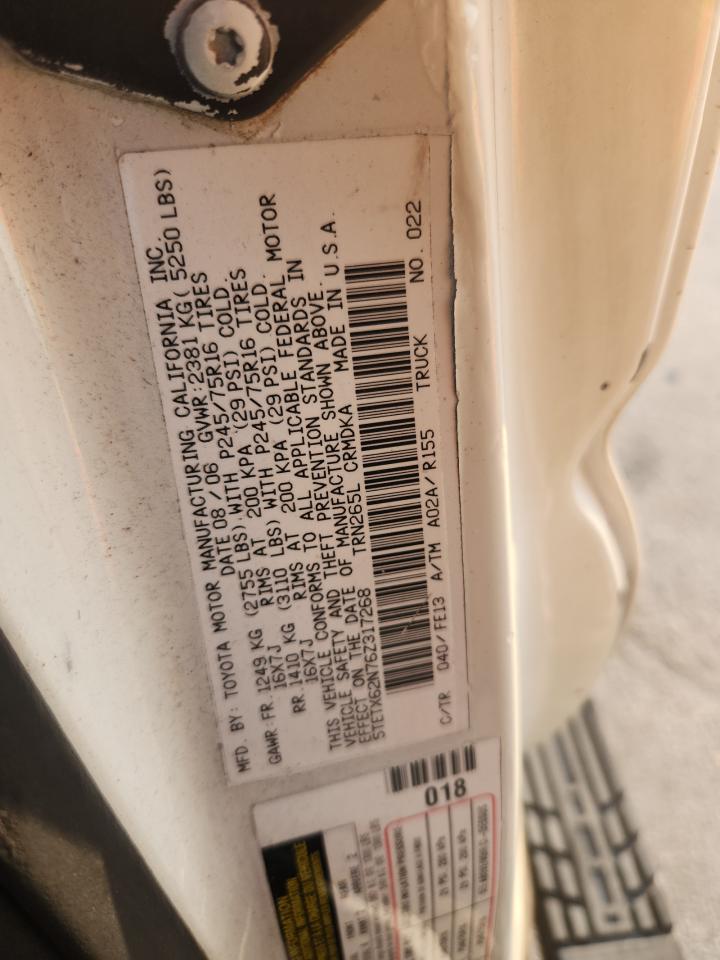 MFD. BY: TOYOTA MOTOR MANUFACTURING CALIFORNIA INC.
DATE 08 / 06 GVWR: 2381 KG ( 5250 LBS)
GAWR: FR. 1249 KG (2755 LBS) WITH P245/75R16 TIRES
16X7J RIMS AT 200 KPA (29 PSI) COLD.
RR. 1410 KG (3110 LBS) WITH P245/75R16 TIRES
16X7J RIMS AT 200 KPA (29 PSI) COLD.
THIS VEHICLE CONFORMS TO ALL APPLICABLE FEDERAL MOTOR
VEHICLE SAFETY AND THEFT PREVENTION STANDARDS IN
EFFECT ON THE DATE OF MANUFACTURE SHOWN ABOVE.
5TETX62N76Z317268 TRN265L CRMDKA MADE IN U.S.A.
C/TR 040/FE13 A/TM A02A/R155 TRUCK NO. 022
018